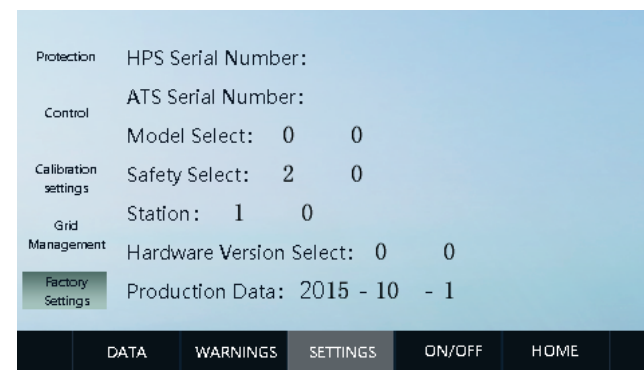 Protection
Control
Calibration
settings
Grid
Management
Factory
Settings
HPS Serial Number:
ATS Serial Number:
Model Select: 0 0
Safety Select: 2 0
Station: 1 0
Hardware Version Select: 0 0
Production Data: 2015 - 10 - 1
DATA WARNINGS SETTINGS ON/OFF HOME